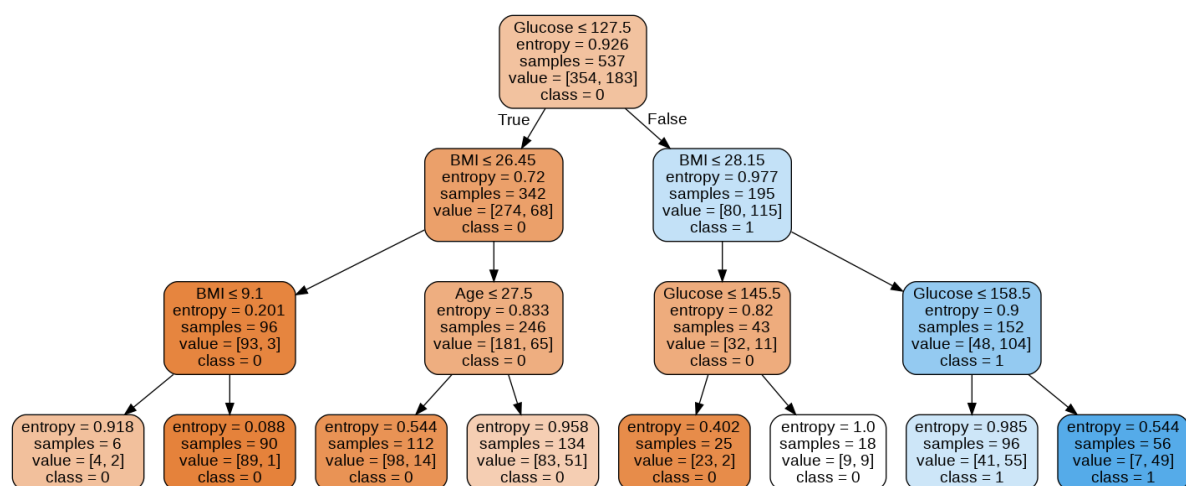 Glucose ≤ 127.5
entropy = 0.926
samples = 537
value = [354, 183]
class = 0
True
False
BMI ≤ 26.45
entropy = 0.72
samples = 342
value = [274, 68]
class = 0
BMI ≤ 28.15
entropy = 0.977
samples = 195
value = [80, 115]
class = 1
BMI ≤ 9.1
entropy = 0.201
samples = 96
value = [93, 3]
class = 0
Age ≤ 27.5
entropy = 0.833
samples = 246
value = [181, 65]
class = 0
Glucose ≤ 145.5
entropy = 0.82
samples = 43
value = [32, 11]
class = 0
Glucose ≤ 158.5
entropy = 0.9
samples = 152
value = [48, 104]
class = 1
entropy = 0.918
samples = 6
value = [4, 2]
class = 0
entropy = 0.088
samples = 90
value = [89, 1]
class = 0
entropy = 0.544
samples = 112
value = [98, 14]
class = 0
entropy = 0.958
samples = 134
value = [83, 51]
class = 0
entropy = 0.402
samples = 25
value = [23, 2]
class = 0
entropy = 1.0
samples = 18
value = [9, 9]
class = 0
entropy = 0.985
samples = 96
value = [41, 55]
class = 1
entropy = 0.544
samples = 56
value = [7, 49]
class = 1